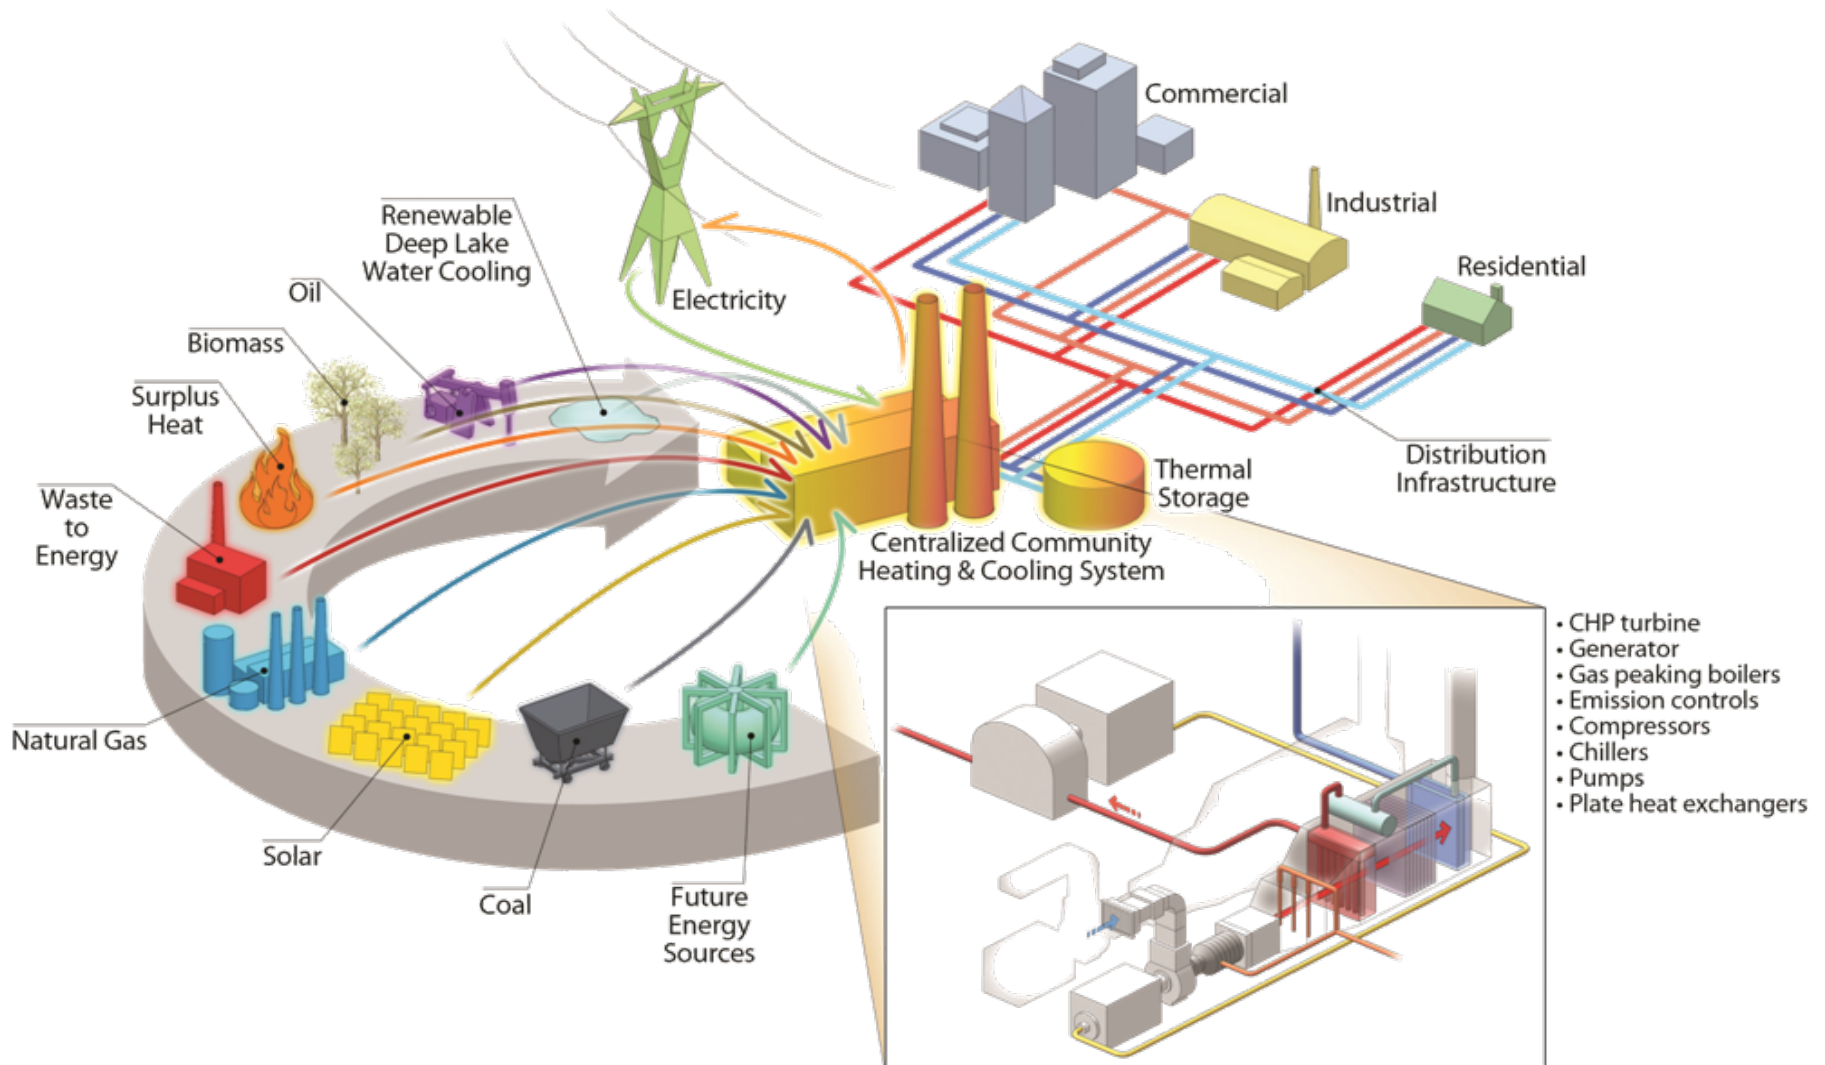 Commercial
Industrial
Residential
Renewable
Deep Lake
Water Cooling
Electricity
Oil
Biomass
Surplus
Heat
Waste
to
Energy
Natural Gas
Solar
Coal
Future
Energy
Sources
Thermal
Storage
Distribution
Infrastructure
Centralized Community
Heating & Cooling System
• CHP turbine
• Generator
• Gas peaking boilers
• Emission controls
• Compressors
• Chillers
• Pumps
• Plate heat exchangers